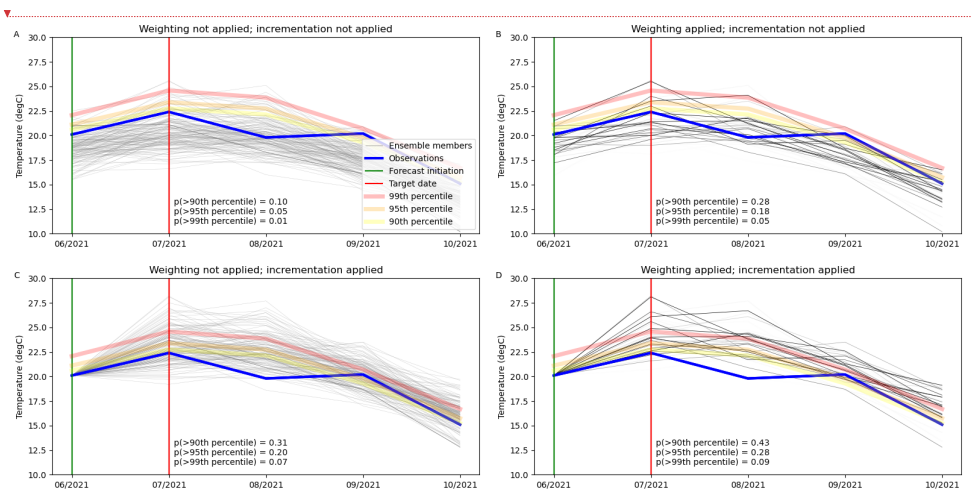 A
Weighting not applied; incrementation not applied
30.0
27.5
25.0
22.5
20.0
17.5
15.0
12.5
10.0
Temperature (degC)
Ensemble members
Observations
Forecast initiation
Target date
99th percentile
95th percentile
90th percentile
p(>90th percentile) = 0.10
p(>95th percentile) = 0.05
p(>99th percentile) = 0.01
06/2021 07/2021 08/2021 09/2021 10/2021
B
Weighting not applied; incrementation not applied
30.0
27.5
25.0
22.5
20.0
17.5
15.0
12.5
10.0
Temperature (degC)
p(>90th percentile) = 0.28
p(>95th percentile) = 0.18
p(>99th percentile) = 0.05
06/2021 07/2021 08/2021 09/2021 10/2021
C
Weighting not applied; incrementation applied
30.0
27.5
25.0
22.5
20.0
17.5
15.0
12.5
10.0
Temperature (degC)
p(>90th percentile) = 0.31
p(>95th percentile) = 0.20
p(>99th percentile) = 0.07
06/2021 07/2021 08/2021 09/2021 10/2021
D
Weighting applied; incrementation applied
30.0
27.5
25.0
22.5
20.0
17.5
15.0
12.5
10.0
Temperature (degC)
p(>90th percentile) = 0.43
p(>95th percentile) = 0.28
p(>99th percentile) = 0.09
06/2021 07/2021 08/2021 09/2021 10/2021